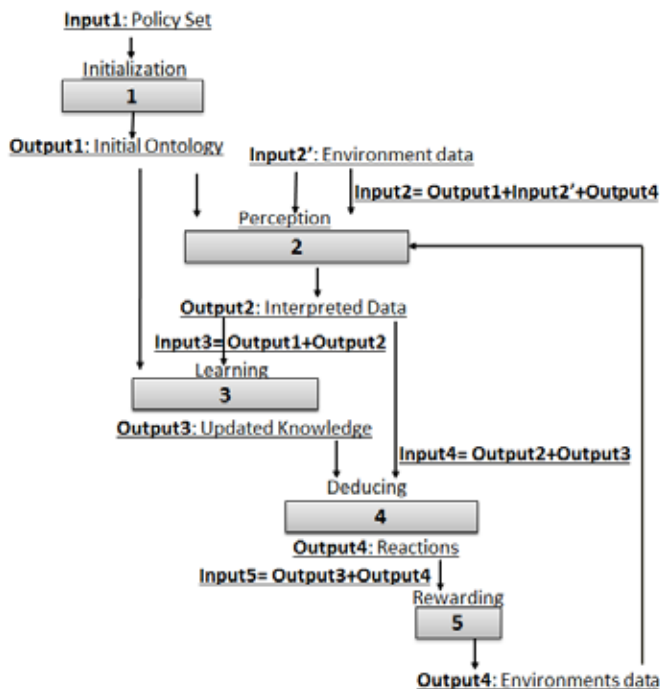 Input1: Policy Set
Initialization
1
Output1: Initial Ontology
Input2’: Environment data
Input2= Output1+Input2’+Output4
Perception
2
Output2: Interpreted Data
Input3= Output1+Output2
Learning
3
Output3: Updated Knowledge
Input4= Output2+Output3
Deducing
4
Output4: Reactions
Input5= Output3+Output4
Rewarding
5
Output4: Environments data